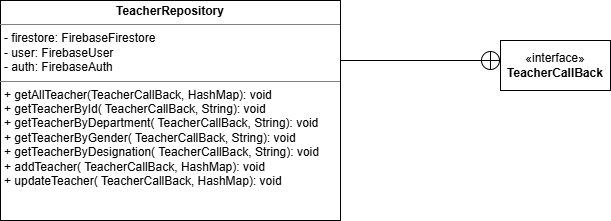 TeacherRepository
- firestore: FirebaseFirestore
- user: FirebaseUser
- auth: FirebaseAuth
+ getAllTeacher(TeacherCallBack, HashMap): void
+ getTeacherById( TeacherCallBack, String): void
+ getTeacherByDepartment( TeacherCallBack, String): void
+ getTeacherByGender( TeacherCallBack, String): void
+ getTeacherByDesignation( TeacherCallBack, String): void
+ addTeacher( TeacherCallBack, HashMap): void
+ updateTeacher( TeacherCallBack, HashMap): void
«interface»
TeacherCallBack